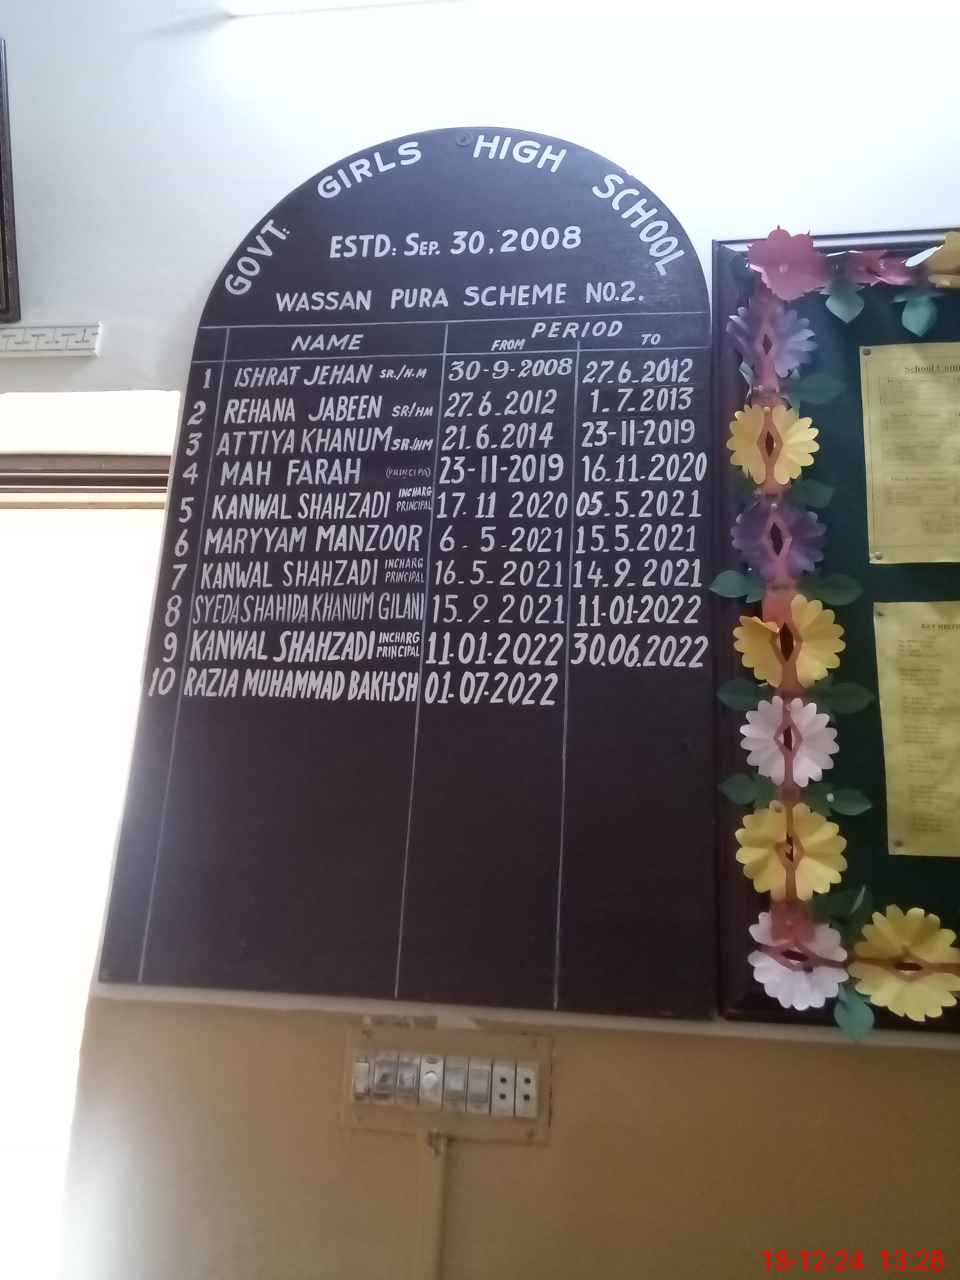 GOVT: GIRLS HIGH SCHOOL
ESTD: SEP. 30, 2008
WASSAN PURA SCHEME NO.2.
NAME PERIOD
FROM TO
1 ISHRAT JEHAN SR./H.M 30-9-2008 27.6.2012
2 REHANA JABEEN SR/HM 27.6.2012 1.7.2013
3 ATTIYA KHANUM SR./HM 21.6.2014 23-11-2019
4 MAH FARAH (PRINCIPAL) 23-11-2019 16.11.2020
5 KANWAL SHAHZADI INCHARG PRINCIPAL 17.11 2020 05.5.2021
6 MARYYAM MANZOOR 6-5-2021 15.5.2021
7 KANWAL SHAHZADI INCHARG PRINCIPAL 16.5.2021 14.9.2021
8 SYEDA SHAHIDA KHANUM GILANI 15.9.2021 11-01-2022
9 KANWAL SHAHZADI INCHARG PRINCIPAL 11-01-2022 30.06.2022
10 RAZIA MUHAMMAD BAKHSH 01-07-2022
School
18-12-24 13:28